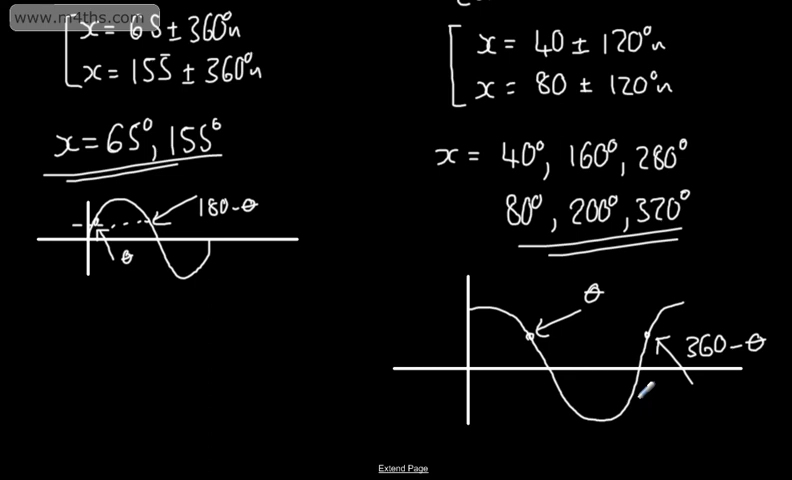 www.m4ths.com
x = 65 ± 360°n
x = 155 ± 360°n
x = 65°, 155°
180-θ
θ
x = 40 ± 120°n
x = 80 ± 120°n
x = 40°, 160°, 280°
80°, 200°, 320°
θ
360-θ
Extend Page